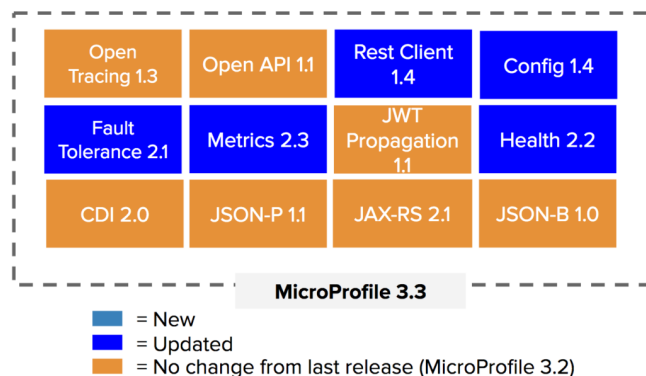 Open
Tracing 1.3
Open API 1.1
Rest Client
1.4
Config 1.4
Fault
Tolerance 2.1
Metrics 2.3
JWT
Propagation
1.1
Health 2.2
CDI 2.0
JSON-P 1.1
JAX-RS 2.1
JSON-B 1.0
MicroProfile 3.3
= New
= Updated
= No change from last release (MicroProfile 3.2)